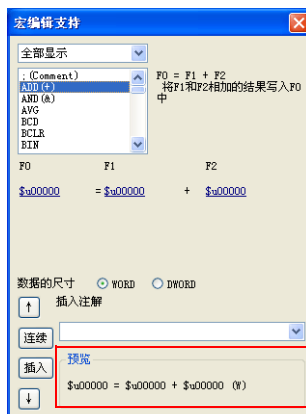 宏编辑支持
全部显示
; (Comment)
ADD (+)
AND (&)
AVG
BCD
BCLR
BIN
F0 = F1 + F2
将F1和F2相加的结果写入F0
中
F0 F1 F2
$u00000 = $u00000 + $u00000
数据的尺寸 WORD DWORD
↑ 插入注解
连续
插入
预览
$u00000 = $u00000 + $u00000 (W)
↓